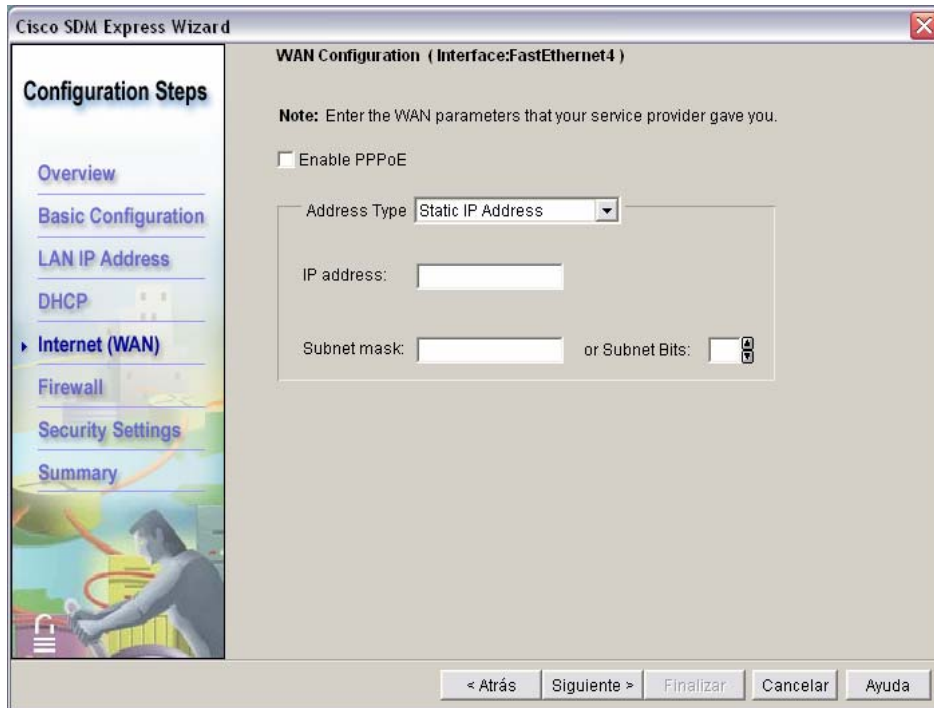 Cisco SDM Express Wizard
Configuration Steps
Overview
Basic Configuration
LAN IP Address
DHCP
Internet (WAN)
Firewall
Security Settings
Summary
WAN Configuration ( Interface:FastEthernet4 )
Note: Enter the WAN parameters that your service provider gave you.
Enable PPPoE
Address Type Static IP Address
IP address:
Subnet mask: or Subnet Bits:
< Atrás Siguiente > Finalizar Cancelar Ayuda